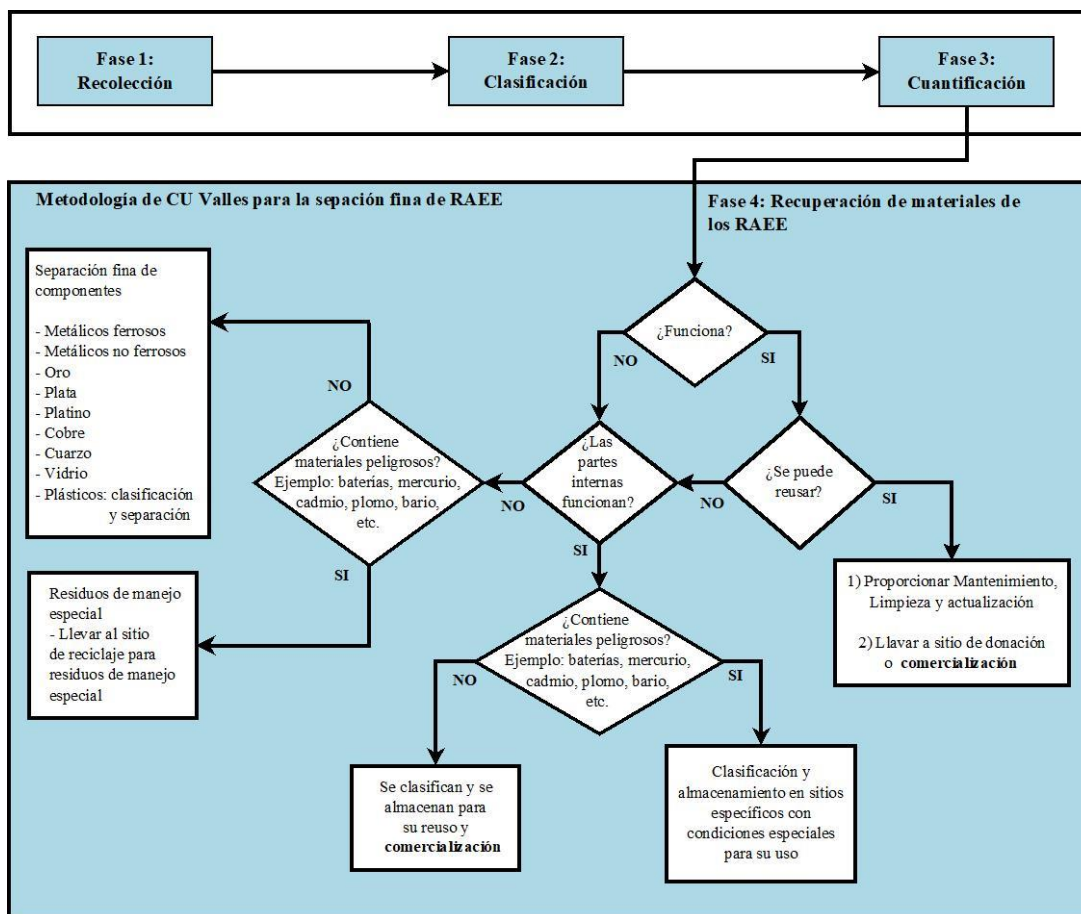 Fase 1:
Recolección
Fase 2:
Clasificación
Fase 3:
Cuantificación
Metodología de CU Valles para la sepación fina de RAEE
Fase 4: Recuperación de materiales de
los RAEE
¿Funciona?
NO
SI
¿Se puede
reusar?
NO
SI
1) Proporcionar Mantenimiento,
Limpieza y actualización
2) Llavar a sitio de donación
o comercialización
¿Las
partes
internas
funcionan?
NO
SI
¿Contiene
materiales peligrosos?
Ejemplo: baterías, mercurio,
cadmio, plomo, bario,
etc.
NO
SI
Separación fina de
componentes
- Metálicos ferrosos
- Metálicos no ferrosos
- Oro
- Plata
- Platino
- Cobre
- Cuarzo
- Vidrio
- Plásticos: clasificación
y separación
Residuos de manejo
especial
- Llevar al sitio
de reciclaje para
residuos de manejo
especial
¿Contiene
materiales peligrosos?
Ejemplo: baterías, mercurio,
cadmio, plomo, bario,
etc.
NO
SI
Se clasifican y se
almacenan para
su reuso y
comercialización
Clasificación y
almacenamiento en sitios
específicos con
condiciones especiales
para su uso